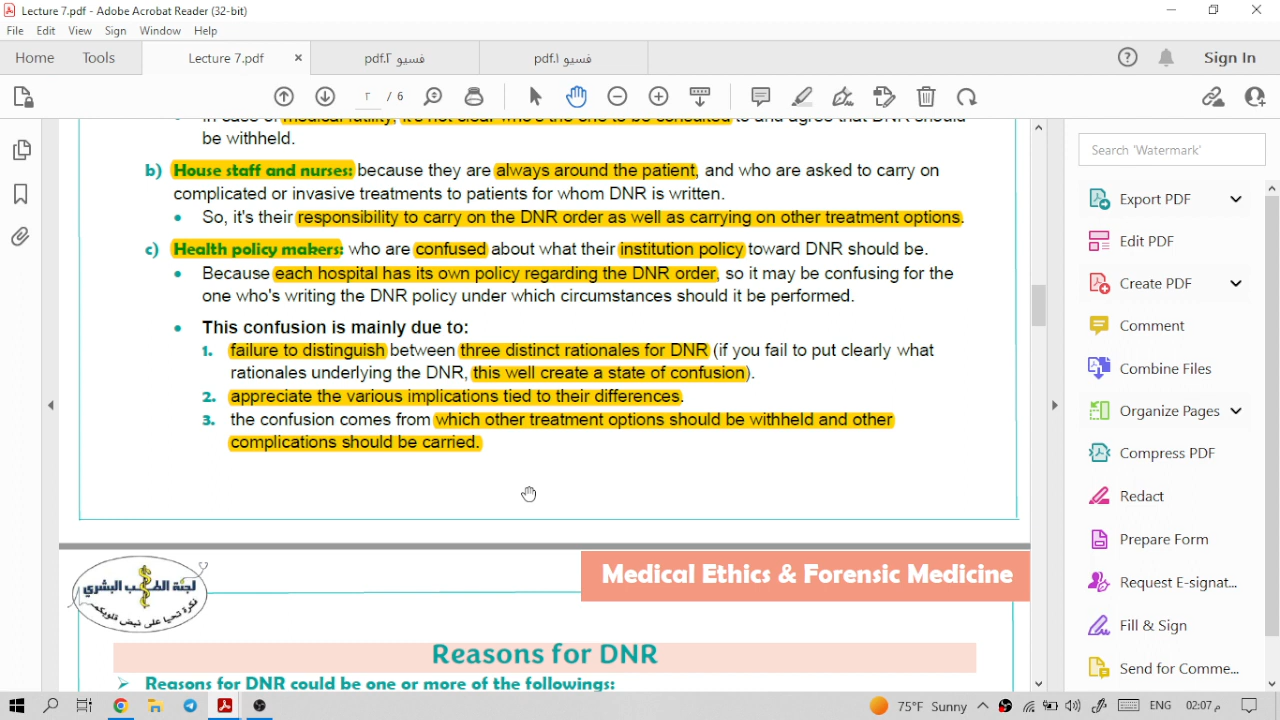 Lecture 7.pdf - Adobe Acrobat Reader (32-bit)
File Edit View Sign Window Help
Home Tools Lecture 7.pdf × فسيو ٢.pdf فسيو ١.pdf Sign In
٢ / 6
be withheld.
b) House staff and nurses: because they are always around the patient, and who are asked to carry on
complicated or invasive treatments to patients for whom DNR is written.
• So, it's their responsibility to carry on the DNR order as well as carrying on other treatment options.
c) Health policy makers: who are confused about what their institution policy toward DNR should be.
• Because each hospital has its own policy regarding the DNR order, so it may be confusing for the
one who's writing the DNR policy under which circumstances should it be performed.
• This confusion is mainly due to:
1. failure to distinguish between three distinct rationales for DNR (if you fail to put clearly what
rationales underlying the DNR, this well create a state of confusion).
2. appreciate the various implications tied to their differences.
3. the confusion comes from which other treatment options should be withheld and other
complications should be carried.
لجنة الطب البشري
فكرة تحيا على نبض قلوبكم
Medical Ethics & Forensic Medicine
Reasons for DNR
➢ Reasons for DNR could be one or more of the followings:
Search 'Watermark'
Export PDF
Edit PDF
Create PDF
Comment
Combine Files
Organize Pages
Compress PDF
Redact
Prepare Form
Request E-signat...
Fill & Sign
Send for Comme...
75°F Sunny ENG 02:07 م